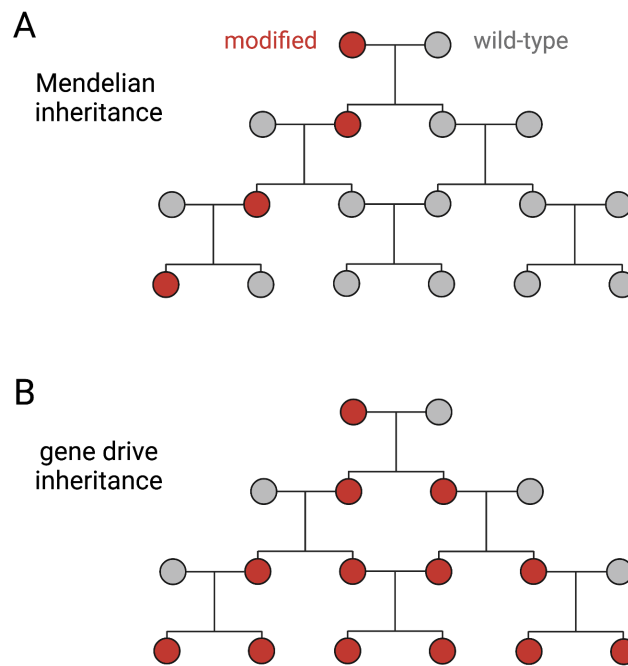 A
modified
wild-type
Mendelian
inheritance
B
gene drive
inheritance